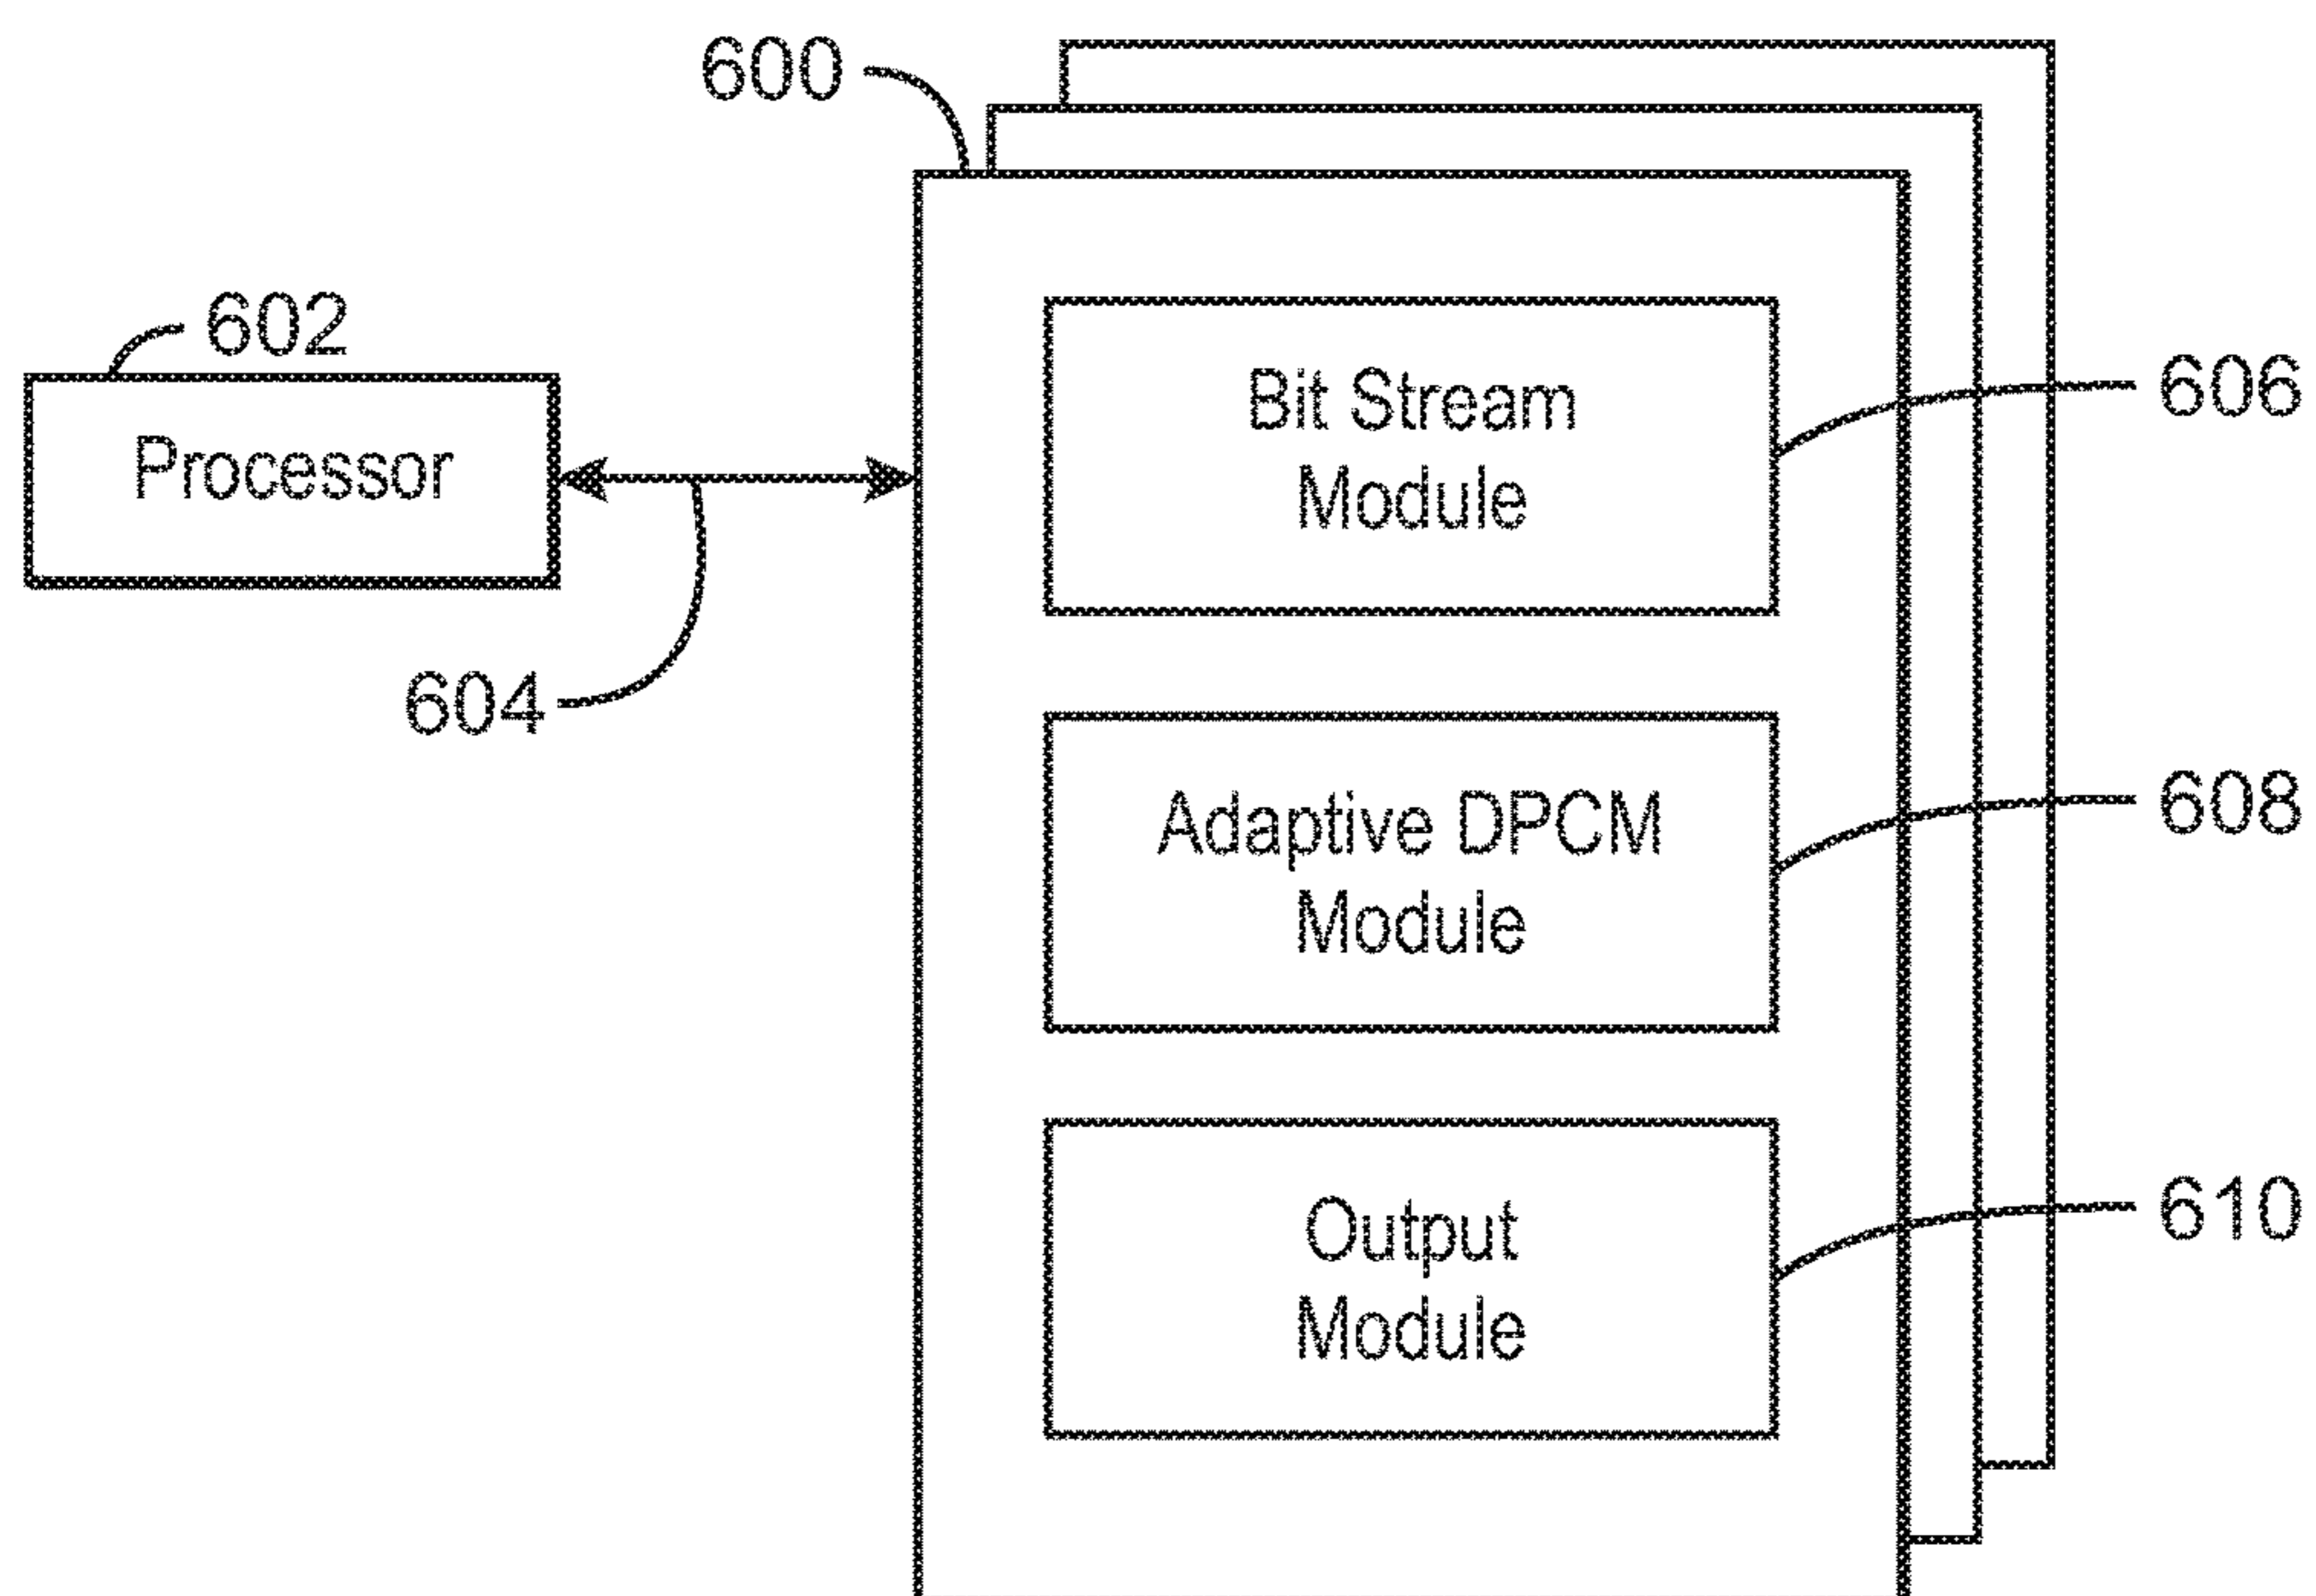 600
602
Processor
604
Bit Stream
Module
606
Adaptive DPCM
Module
608
Output
Module
610